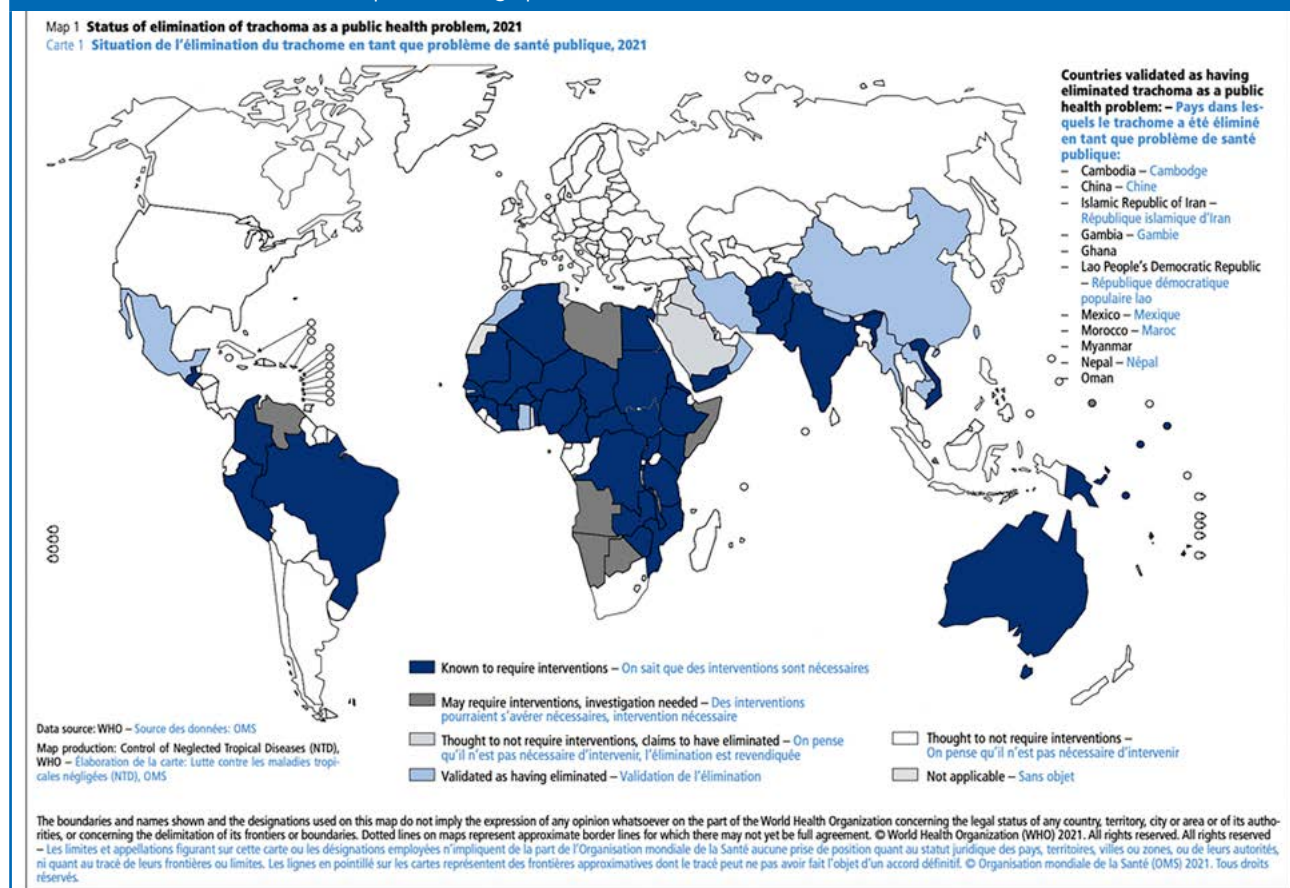 Map 1 Status of elimination of trachoma as a public health problem, 2021
Carte 1 Situation de l'élimination du trachome en tant que problème de santé publique, 2021
Countries validated as having
eliminated trachoma as a public
health problem: – Pays dans les-
quels le trachome a été éliminé
en tant que problème de santé
publique:
– Cambodia – Cambodge
– China – Chine
– Islamic Republic of Iran –
République islamique d'Iran
– Gambia – Gambie
– Ghana
– Lao People's Democratic Republic
– République démocratique
populaire lao
– Mexico – Mexique
– Morocco – Maroc
– Myanmar
– Nepal – Népal
– Oman
Known to require interventions – On sait que des interventions sont nécessaires
May require interventions, investigation needed – Des interventions
pourraient s'avérer nécessaires, intervention nécessaire
Thought to not require interventions, claims to have eliminated – On pense
qu'il n'est pas nécessaire d'intervenir, l'élimination est revendiquée
Validated as having eliminated – Validation de l'élimination
Thought to not require interventions –
On pense qu'il n'est pas nécessaire d'intervenir
Not applicable – Sans objet
Data source: WHO – Source des données: OMS
Map production: Control of Neglected Tropical Diseases (NTD),
WHO – Élaboration de la carte: Lutte contre les maladies tropi-
cales négligées (NTD), OMS
The boundaries and names shown and the designations used on this map do not imply the expression of any opinion whatsoever on the part of the World Health Organization concerning the legal status of any country, territory, city or area or of its autho-
rities, or concerning the delimitation of its frontiers or boundaries. Dotted lines on maps represent approximate border lines for which there may not yet be full agreement. © World Health Organization (WHO) 2021. All rights reserved. All rights reserved
– Les limites et appellations figurant sur cette carte ou les désignations employées n'impliquent de la part de l'Organisation mondiale de la Santé aucune prise de position quant au statut juridique des pays, territoires, villes ou zones, ou de leurs autorités,
ni quant au tracé de leurs frontières ou limites. Les lignes en pointillé sur les cartes représentent des frontières approximatives dont le tracé peut ne pas avoir fait l'objet d'un accord définitif. © Organisation mondiale de la Santé (OMS) 2021. Tous droits
réservés.